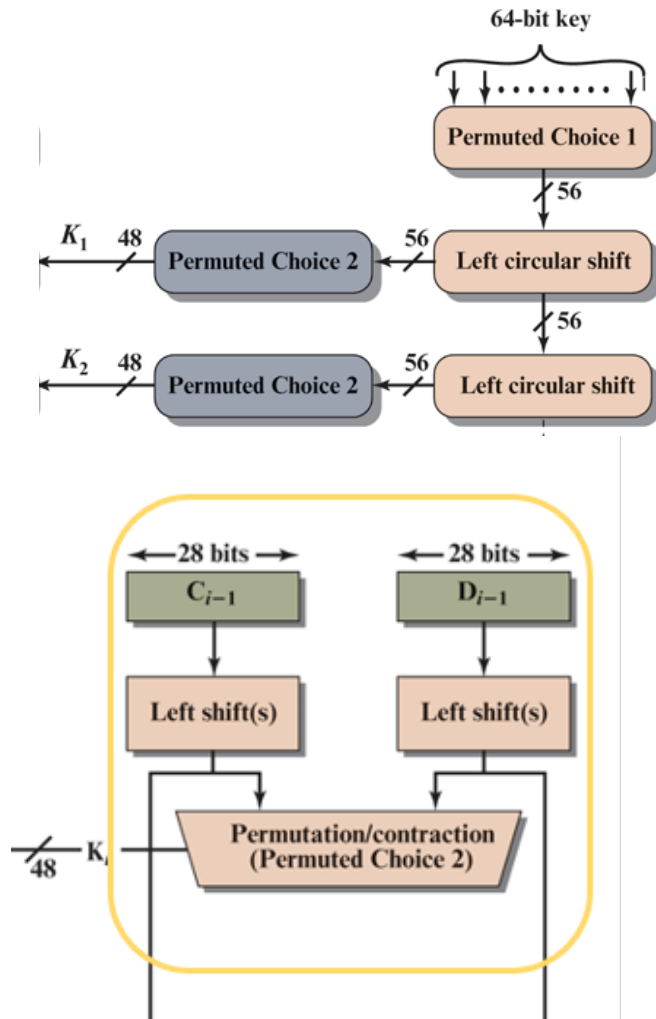 64-bit key
Permuted Choice 1
56
K1 48 Permuted Choice 2 56 Left circular shift
56
K2 48 Permuted Choice 2 56 Left circular shift
28 bits 28 bits
Ci−1 Di−1
Left shift(s) Left shift(s)
Permutation/contraction
(Permuted Choice 2)
48 Ki